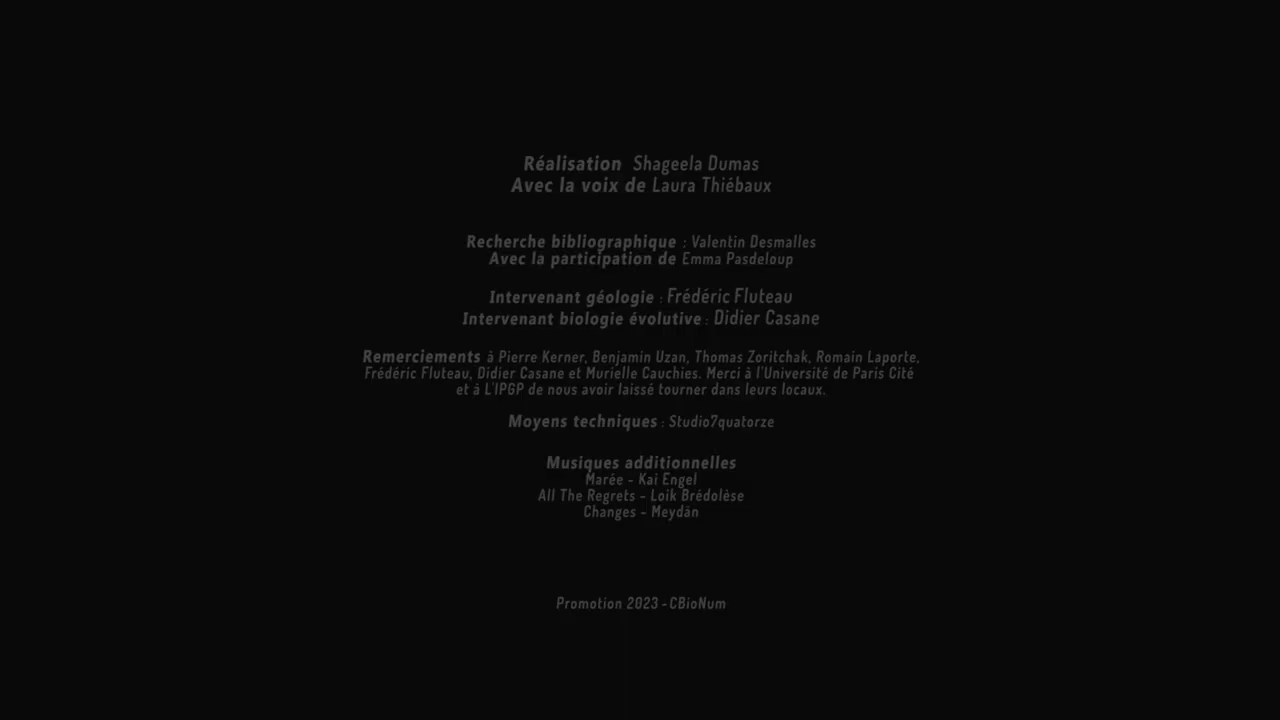 Réalisation Shageela Dumas
Avec la voix de Laura Thiébaux
Recherche bibliographique : Valentin Desmalles
Avec la participation de Emma Pasdeloup
Intervenant géologie : Frédéric Fluteau
Intervenant biologie évolutive : Didier Casane
Remerciements à Pierre Kerner, Benjamin Uzan, Thomas Zoritchak, Romain Laporte,
Frédéric Fluteau, Didier Casane et Murielle Cauchies. Merci à l'Université de Paris Cité
et à L'IPGP de nous avoir laissé tourner dans leurs locaux.
Moyens techniques : Studio7quatorze
Musiques additionnelles
Marée - Kai Engel
All The Regrets - Loik Brédolèse
Changes - Meydän
Promotion 2023 - CBioNum